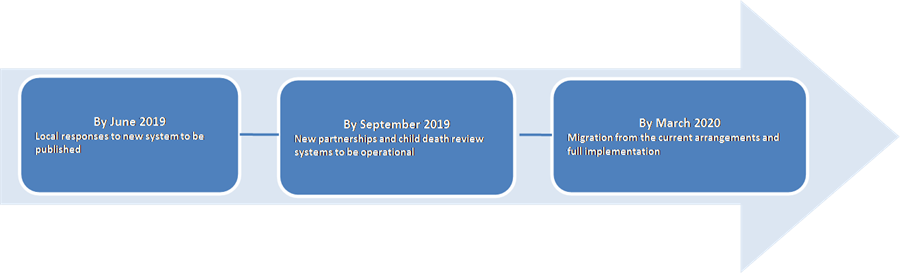 By June 2019
Local responses to new system to be
published
By September 2019
New partnerships and child death review
systems to be operational
By March 2020
Migration from the current arrangements and
full implementation